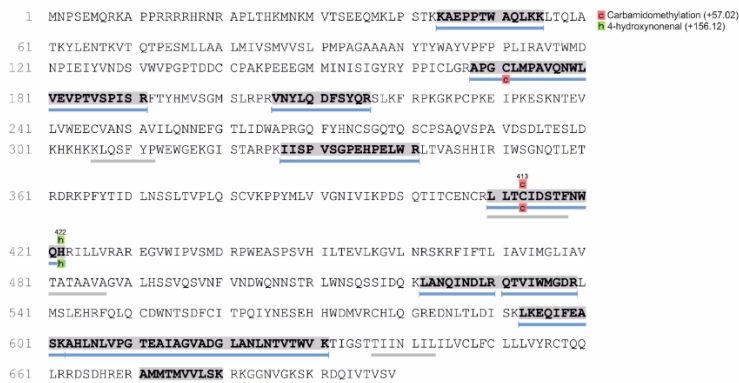 1 MNPSEMQRKA PPRRRRHRNR APLTHKMNKM VTSEEQMKLP STKKAEPPTW AQLKKLTQLA
c Carbamidomethylation (+57.02)
h 4-hydroxynonenal (+156.12)
61 TKYLENTKVT QTPESMLLAA LMIVSMVVSL PMPAGAAAAN YTYWAYVPFP PLIRAVTWMD
121 NPIEIYVNDS VWVPGPTDDC CPAKPEEEGM MINISIGYRY PPICLGRAPG CLMPAVQNWL
c
181 VEVPTVSPIS RFTYHMVSGM SLRPRVNYLQ DFSYQRSLKF RPKGKPCPKE IPKESKNTEV
241 LVWEECVANS AVILQNNEFG TLIDWAPRGQ FYHNCSGQTQ SCPSAQVSPA VDSDLTESLD
301 KHKHKKLQSF YPWEWGEKGI STARPKIISP VSGPEHPELW RLTVASHHIR IWSGNQTLET
413
c
361 RDRKPFYTID LNSSLTVPLQ SCVKPPYMLV VGNIVIKPDS QTITCENCRL LTCIDSTFNW
c
422
h
421 QHRILLVRAR EGVWIPVSMD RPWEASPSVH ILTEVLKGVL NRSKRFIFTL IAVIMGLIAV
h
481 TATAAVAGVA LHSSVQSVNF VNDWQNNSTR LWNSQSSIDQ KLANQINDLR QTVIWMGDRL
541 MSLEHRFQLQ CDWNTSDFCI TPQIYNESEH HWDMVRCHLQ GREDNLTLDI SKLKEQIFEA
601 SKAHLNLVPG TEAIAGVADG LANLNTVTWV KTIGSTTIIN LILILVCLFC LLLVYRCTQQ
661 LRRDSDHRER AMMTMVVLSK RKGGNVGKSK RDQIVTVSV